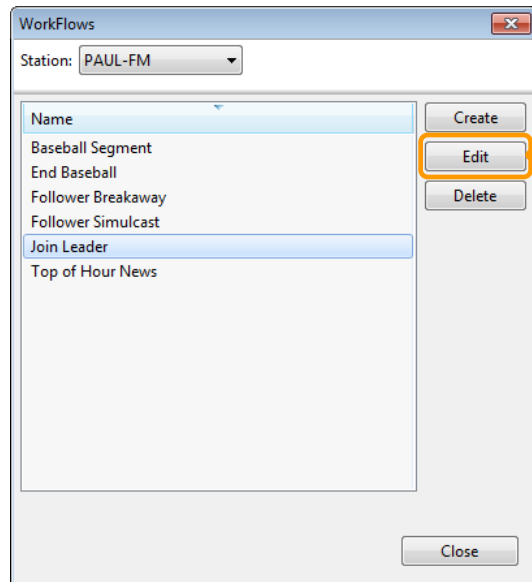 WorkFlows
Station: PAUL-FM
Name
Create
Baseball Segment
Edit
End Baseball
Follower Breakaway
Delete
Follower Simulcast
Join Leader
Top of Hour News
Close